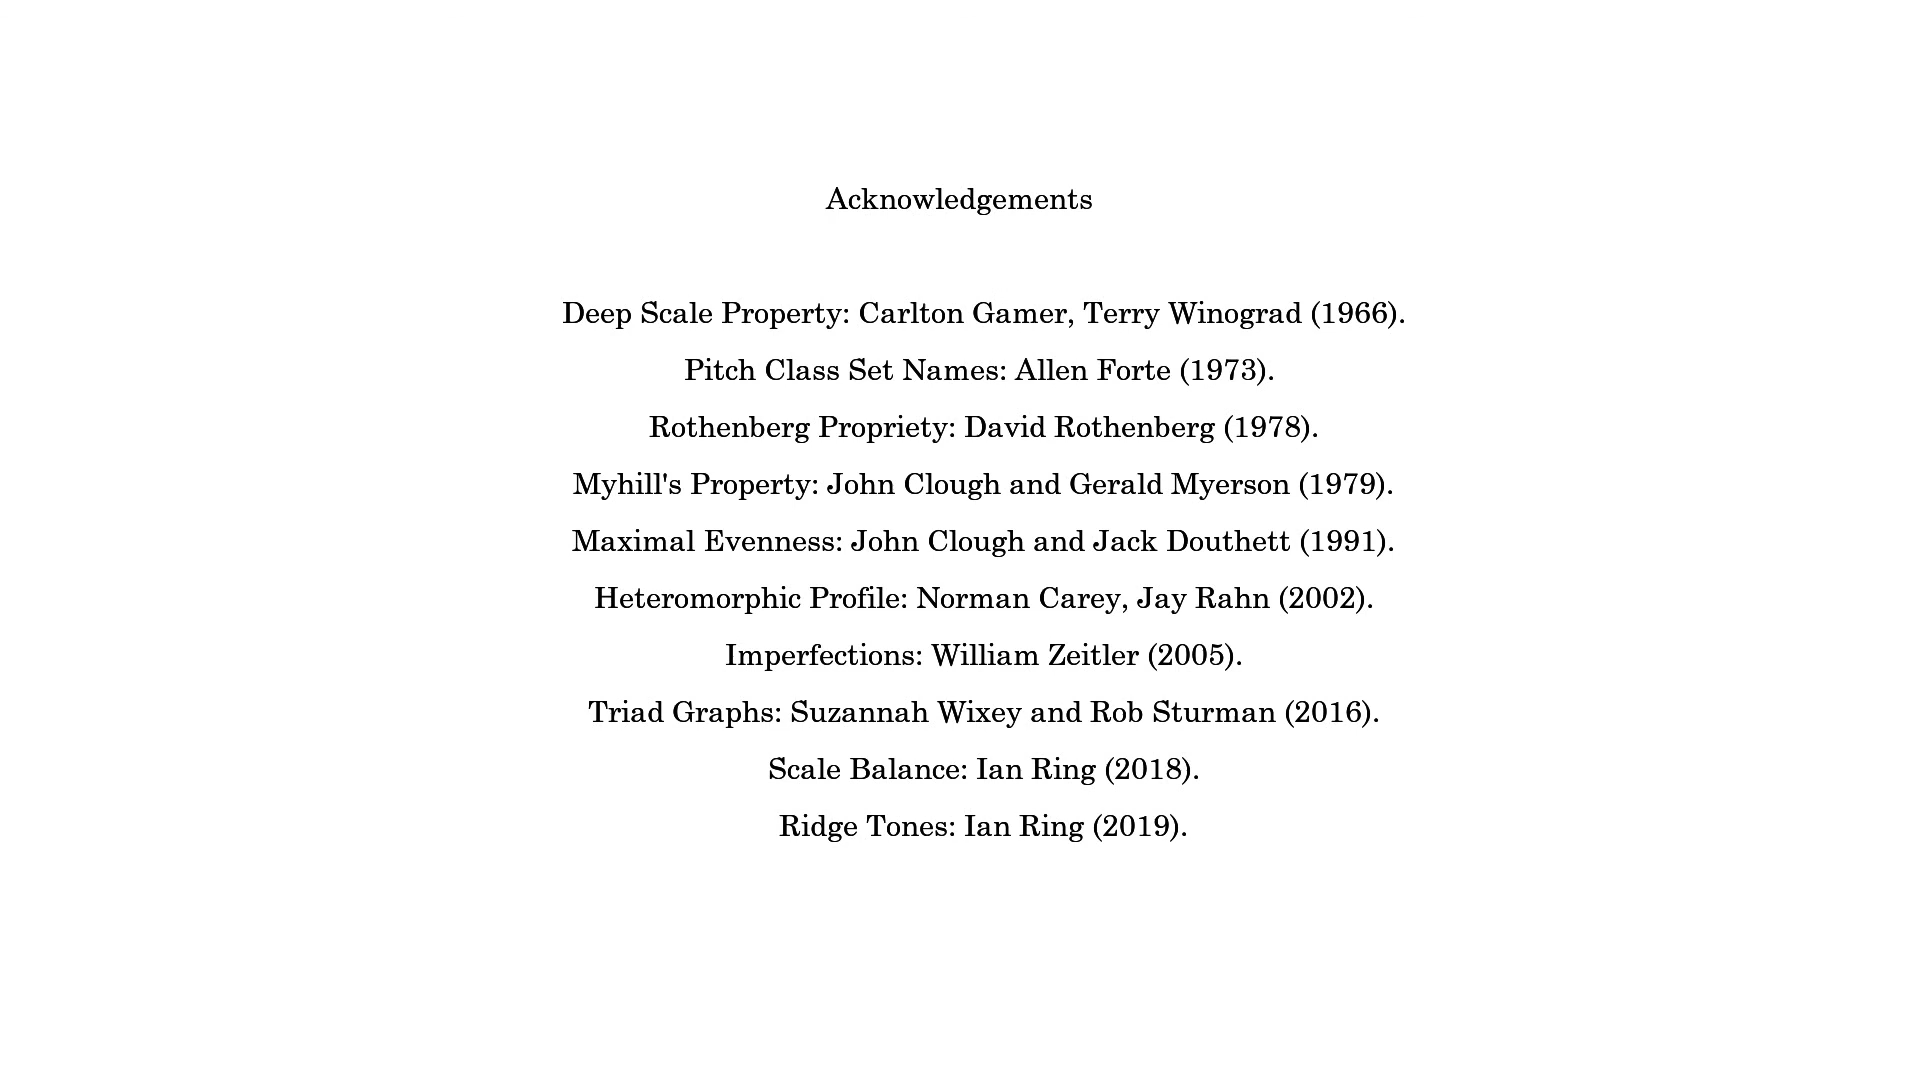 Acknowledgements
Deep Scale Property: Carlton Gamer, Terry Winograd (1966).
Pitch Class Set Names: Allen Forte (1973).
Rothenberg Propriety: David Rothenberg (1978).
Myhill's Property: John Clough and Gerald Myerson (1979).
Maximal Evenness: John Clough and Jack Douthett (1991).
Heteromorphic Profile: Norman Carey, Jay Rahn (2002).
Imperfections: William Zeitler (2005).
Triad Graphs: Suzannah Wixey and Rob Sturman (2016).
Scale Balance: Ian Ring (2018).
Ridge Tones: Ian Ring (2019).